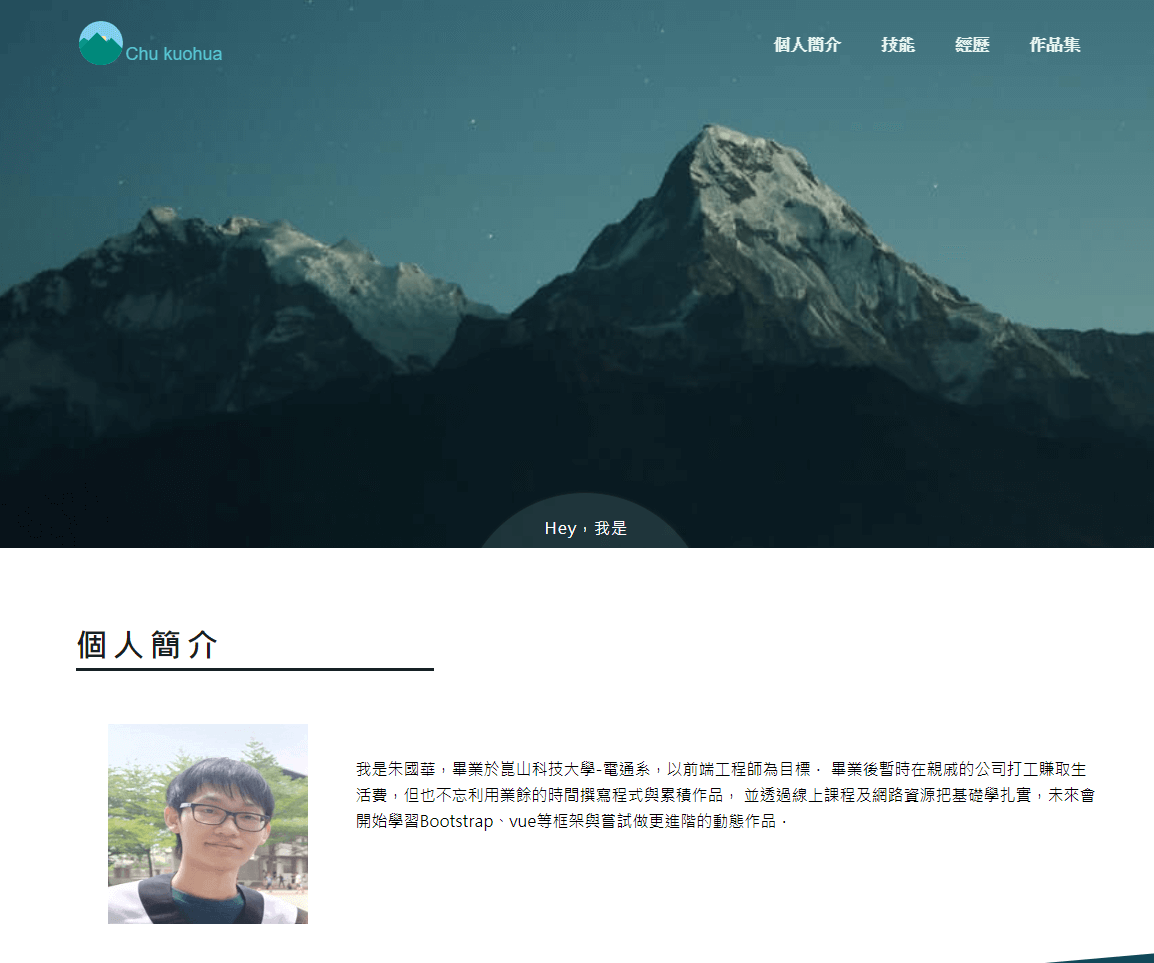 Chu kuohua
個人簡介 技能 經歷 作品集
Hey，我是
個人簡介
我是朱國華，畢業於崑山科技大學-電通系，以前端工程師為目標． 畢業後暫時在親戚的公司打工賺取生
活費，但也不忘利用業餘的時間撰寫程式與累積作品， 並透過線上課程及網路資源把基礎學扎實，未來會
開始學習Bootstrap、vue等框架與嘗試做更進階的動態作品．